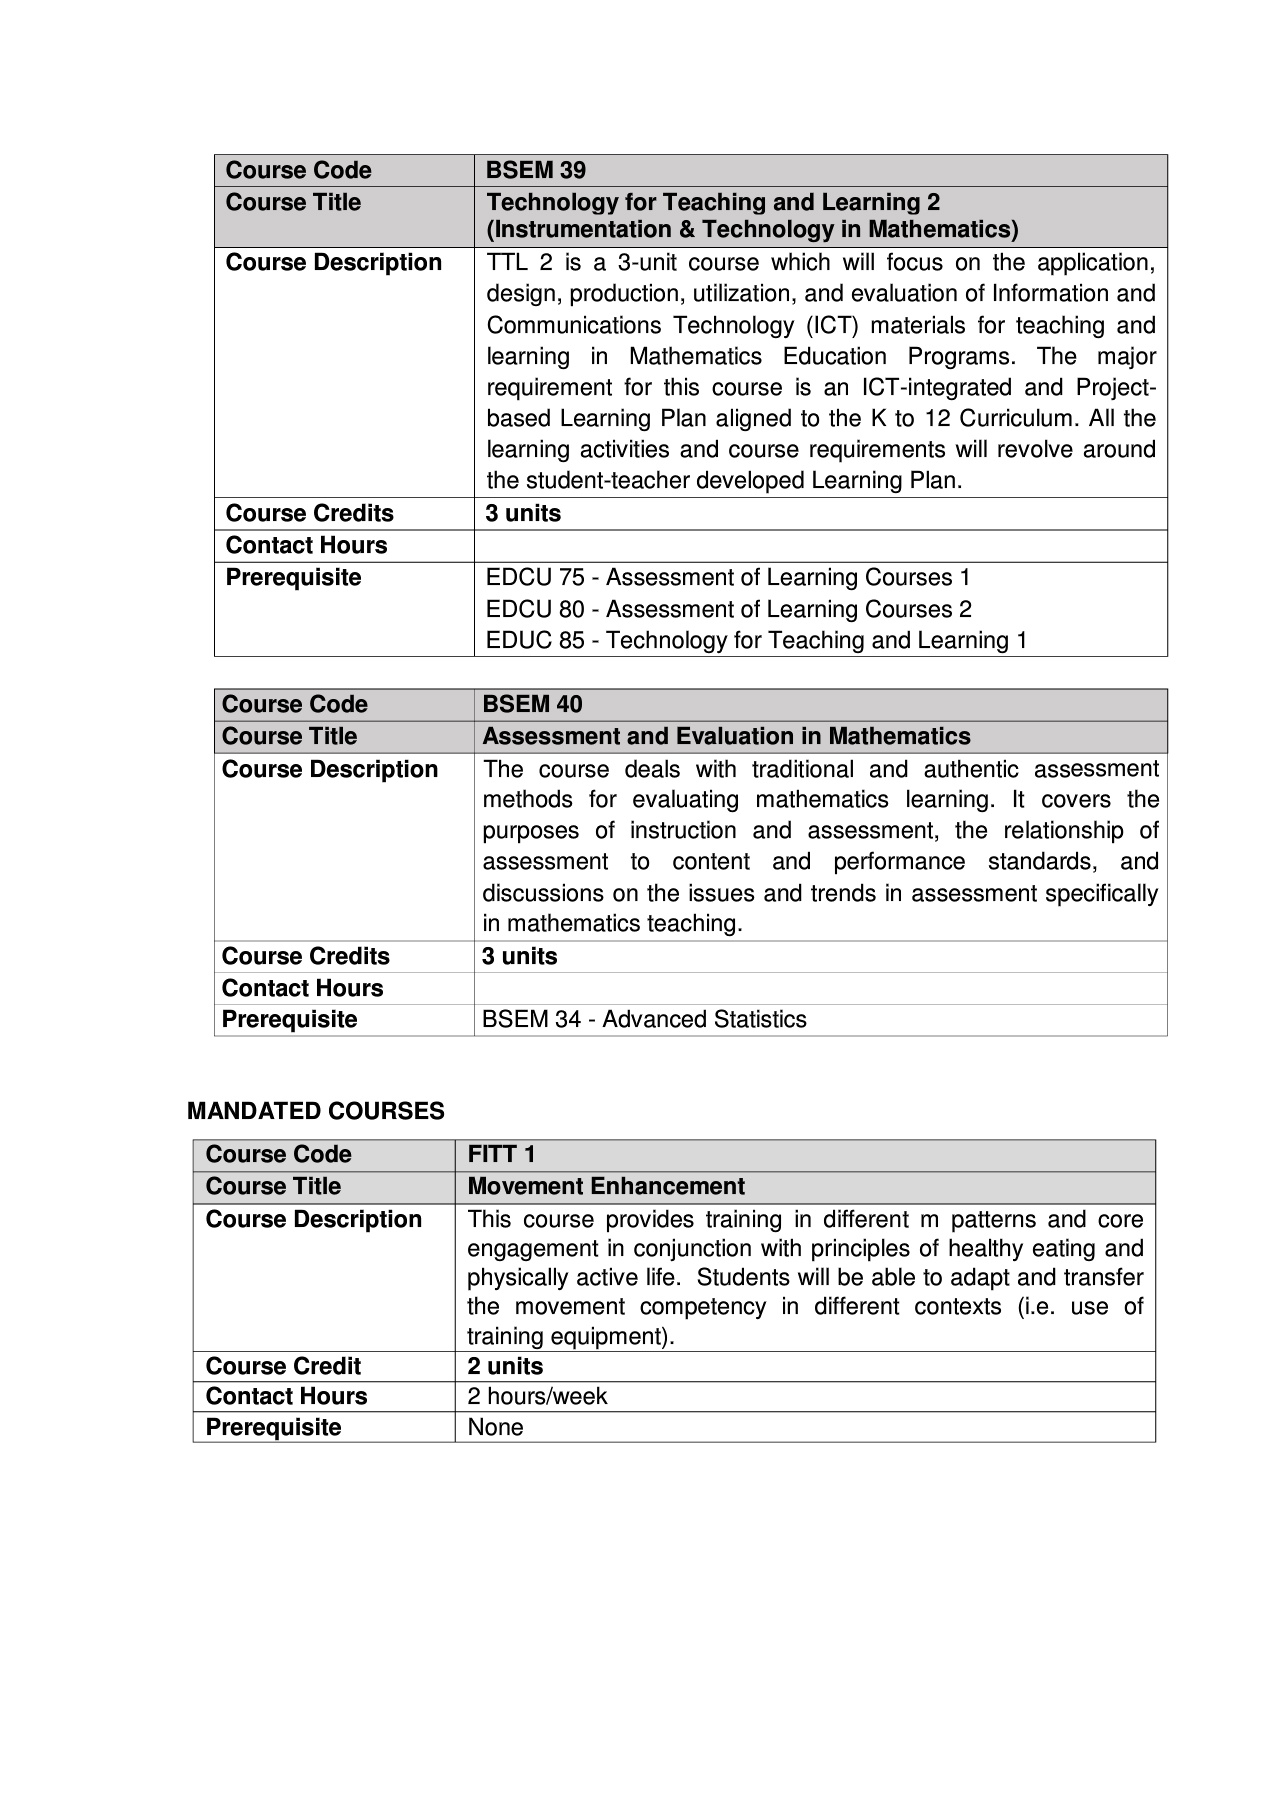 Course Code BSEM 39
Course Title Technology for Teaching and Learning 2
(Instrumentation & Technology in Mathematics)
Course Description TTL 2 is a 3-unit course which will focus on the application,
design, production, utilization, and evaluation of Information and
Communications Technology (ICT) materials for teaching and
learning in Mathematics Education Programs. The major
requirement for this course is an ICT-integrated and Project-
based Learning Plan aligned to the K to 12 Curriculum. All the
learning activities and course requirements will revolve around
the student-teacher developed Learning Plan.
Course Credits 3 units
Contact Hours
Prerequisite EDCU 75 - Assessment of Learning Courses 1
EDCU 80 - Assessment of Learning Courses 2
EDUC 85 - Technology for Teaching and Learning 1
Course Code BSEM 40
Course Title Assessment and Evaluation in Mathematics
Course Description The course deals with traditional and authentic assessment
methods for evaluating mathematics learning. It covers the
purposes of instruction and assessment, the relationship of
assessment to content and performance standards, and
discussions on the issues and trends in assessment specifically
in mathematics teaching.
Course Credits 3 units
Contact Hours
Prerequisite BSEM 34 - Advanced Statistics
MANDATED COURSES
Course Code FITT 1
Course Title Movement Enhancement
Course Description This course provides training in different m patterns and core
engagement in conjunction with principles of healthy eating and
physically active life. Students will be able to adapt and transfer
the movement competency in different contexts (i.e. use of
training equipment).
Course Credit 2 units
Contact Hours 2 hours/week
Prerequisite None